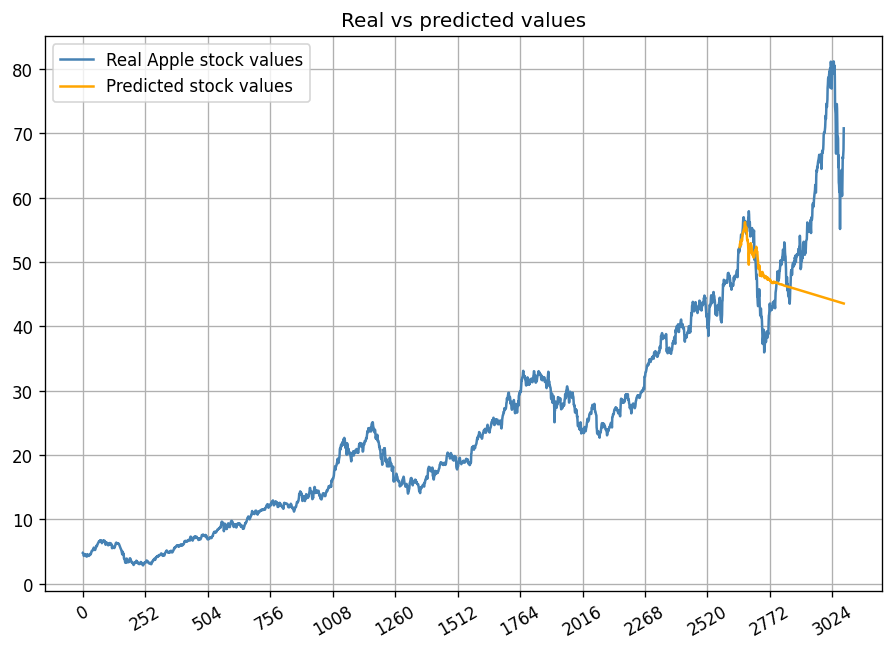 Real vs predicted values
Real Apple stock values
Predicted stock values
80
70
60
50
40
30
20
10
0
0 252 504 756 1008 1260 1512 1764 2016 2268 2520 2772 3024